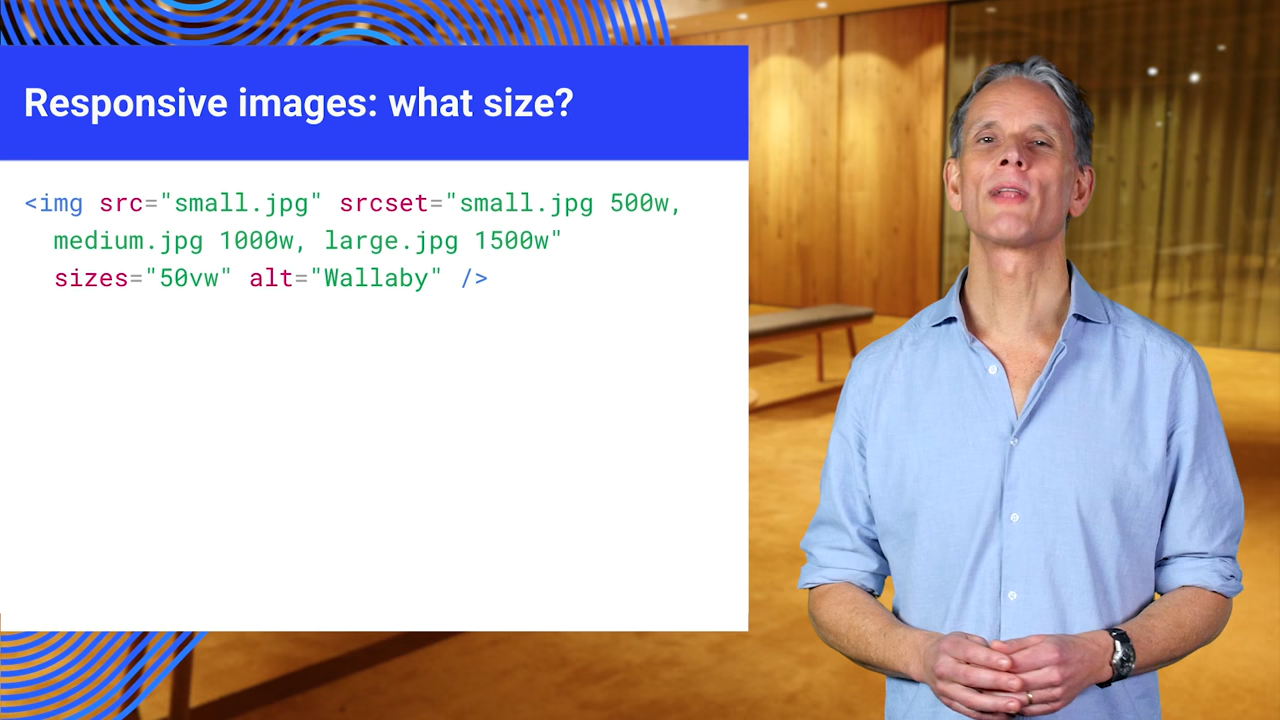 Responsive images: what size?
<img src="small.jpg" srcset="small.jpg 500w,
medium.jpg 1000w, large.jpg 1500w"
sizes="50vw" alt="Wallaby" />